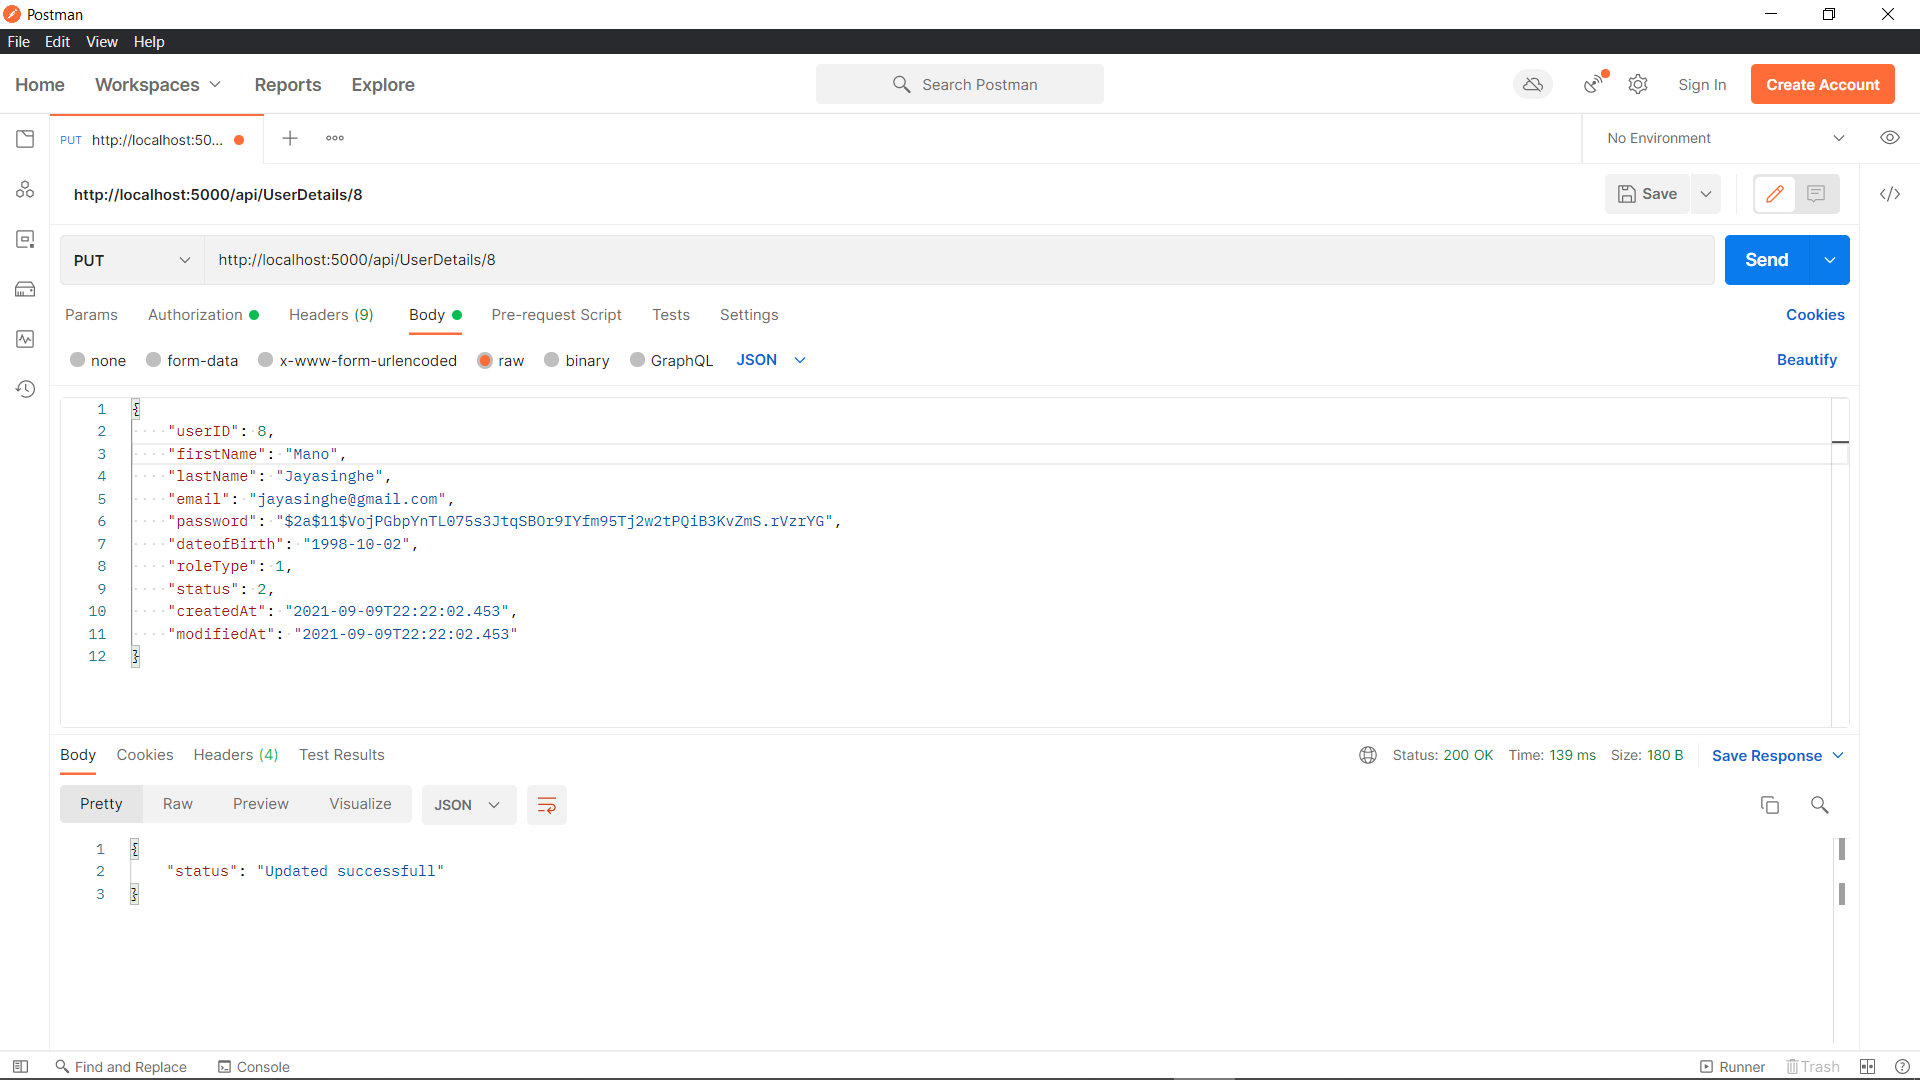 Postman
File Edit View Help
Home Workspaces Reports Explore Search Postman Sign In Create Account
PUT http://localhost:50... No Environment
http://localhost:5000/api/UserDetails/8 Save
PUT http://localhost:5000/api/UserDetails/8 Send
Params Authorization Headers (9) Body Pre-request Script Tests Settings Cookies
none form-data x-www-form-urlencoded raw binary GraphQL JSON Beautify
1 {
2 "userID": 8,
3 "firstName": "Mano",
4 "lastName": "Jayasinghe",
5 "email": "jayasinghe@gmail.com",
6 "password": "$2a$11$VojPGbpYnTL075s3JtqSBOr9IYfm95Tj2w2tPQiB3KvZmS.rVzrYG",
7 "dateofBirth": "1998-10-02",
8 "roleType": 1,
9 "status": 2,
10 "createdAt": "2021-09-09T22:22:02.453",
11 "modifiedAt": "2021-09-09T22:22:02.453"
12 }
Body Cookies Headers (4) Test Results Status: 200 OK Time: 139 ms Size: 180 B Save Response
Pretty Raw Preview Visualize JSON
1 {
2 "status": "Updated successfull"
3 }
Find and Replace Console Runner Trash